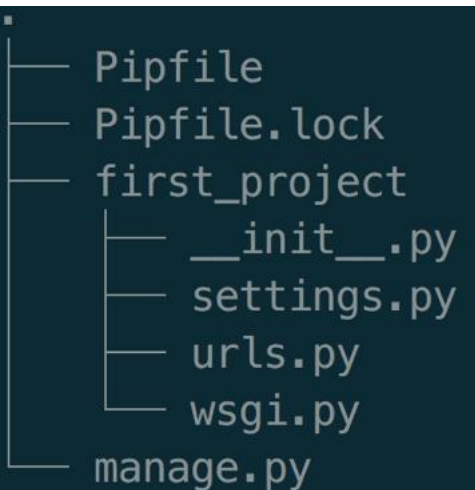 .
├── Pipfile
├── Pipfile.lock
├── first_project
│   ├── __init__.py
│   ├── settings.py
│   ├── urls.py
│   └── wsgi.py
└── manage.py